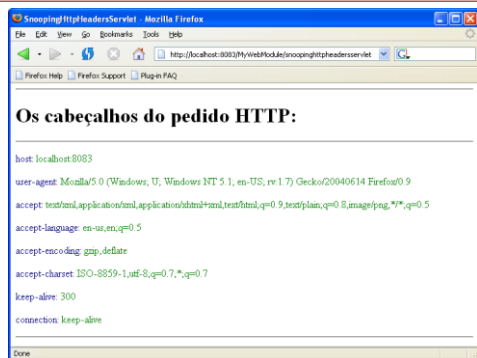 SnoopingHttpHeadersServlet - Mozilla Firefox
File Edit View Go Bookmarks Tools Help
http://localhost:8083/MyWebModule/snoopinghttpheadersservlet
Firefox Help Firefox Support Plug-in FAQ
Os cabeçalhos do pedido HTTP:
host: localhost:8083
user-agent: Mozilla/5.0 (Windows; U; Windows NT 5.1; en-US; rv:1.7) Gecko/20040614 Firefox/0.9
accept: text/xml,application/xml,application/xhtml+xml,text/html;q=0.9,text/plain;q=0.8,image/png,*/*;q=0.5
accept-language: en-us,en;q=0.5
accept-encoding: gzip,deflate
accept-charset: ISO-8859-1,utf-8;q=0.7,*;q=0.7
keep-alive: 300
connection: keep-alive
Done